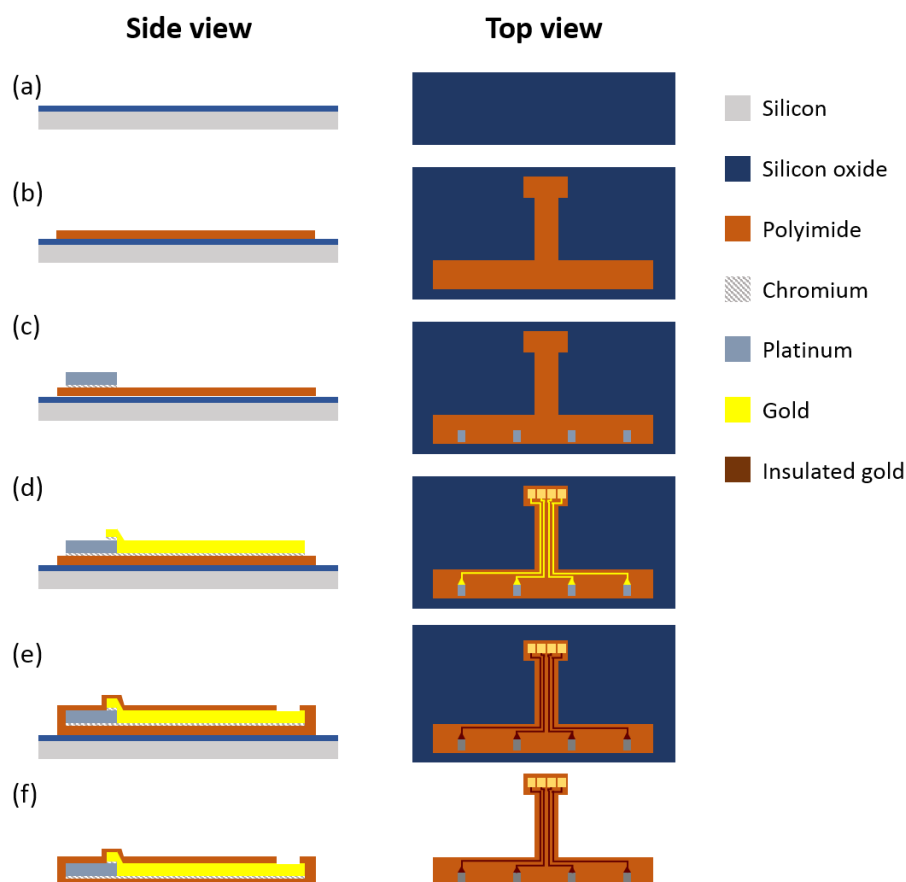 Side view
Top view
(a)
(b)
(c)
(d)
(e)
(f)
Silicon
Silicon oxide
Polyimide
Chromium
Platinum
Gold
Insulated gold